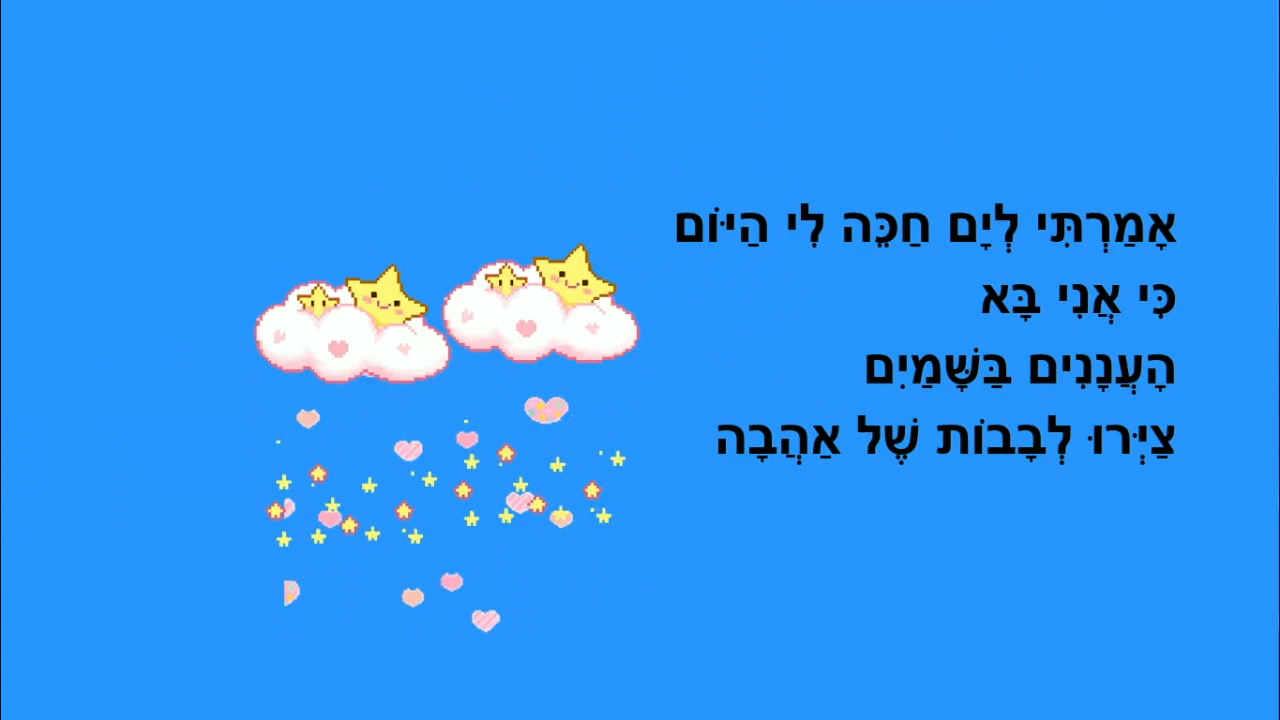 אָמַרְתִּי לְיָם חַכֵּה לִי הַיּוֹם
כִּי אֲנִי בָּא
הָעֲנָנִים בַּשָּׁמַיִם
צַיְּרוּ לְבָבוֹת שֶׁל אַהֲבָה